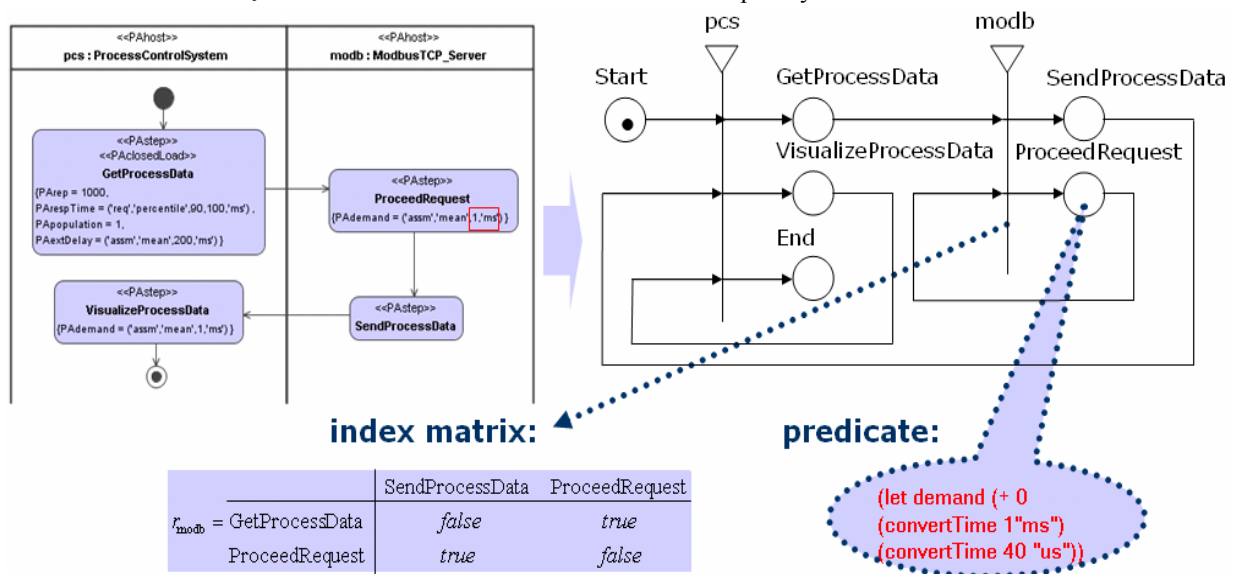 <<PAhost>>
pcs : ProcessControlSystem
<<PAhost>>
modb : ModbusTCP_Server
<<PAstep>>
<<PAclosedLoad>>
GetProcessData
{PArep = 1000,
PArespTime = ('req','percentile',90,100,'ms') ,
PApopulation = 1,
PAextDelay = ('assm','mean',200,'ms') }
<<PAstep>>
ProceedRequest
{PAdemand = ('assm','mean',1,'ms') }
<<PAstep>>
VisualizeProcessData
{PAdemand = ('assm','mean',1,'ms') }
<<PAstep>>
SendProcessData
pcs
modb
Start
GetProcessData
SendProcessData
VisualizeProcessData
ProceedRequest
End
index matrix:
predicate:
SendProcessData ProceedRequest
r_modb = GetProcessData false true
ProceedRequest true false
(let demand (+ 0
(convertTime 1"ms")
(convertTime 40 "us"))